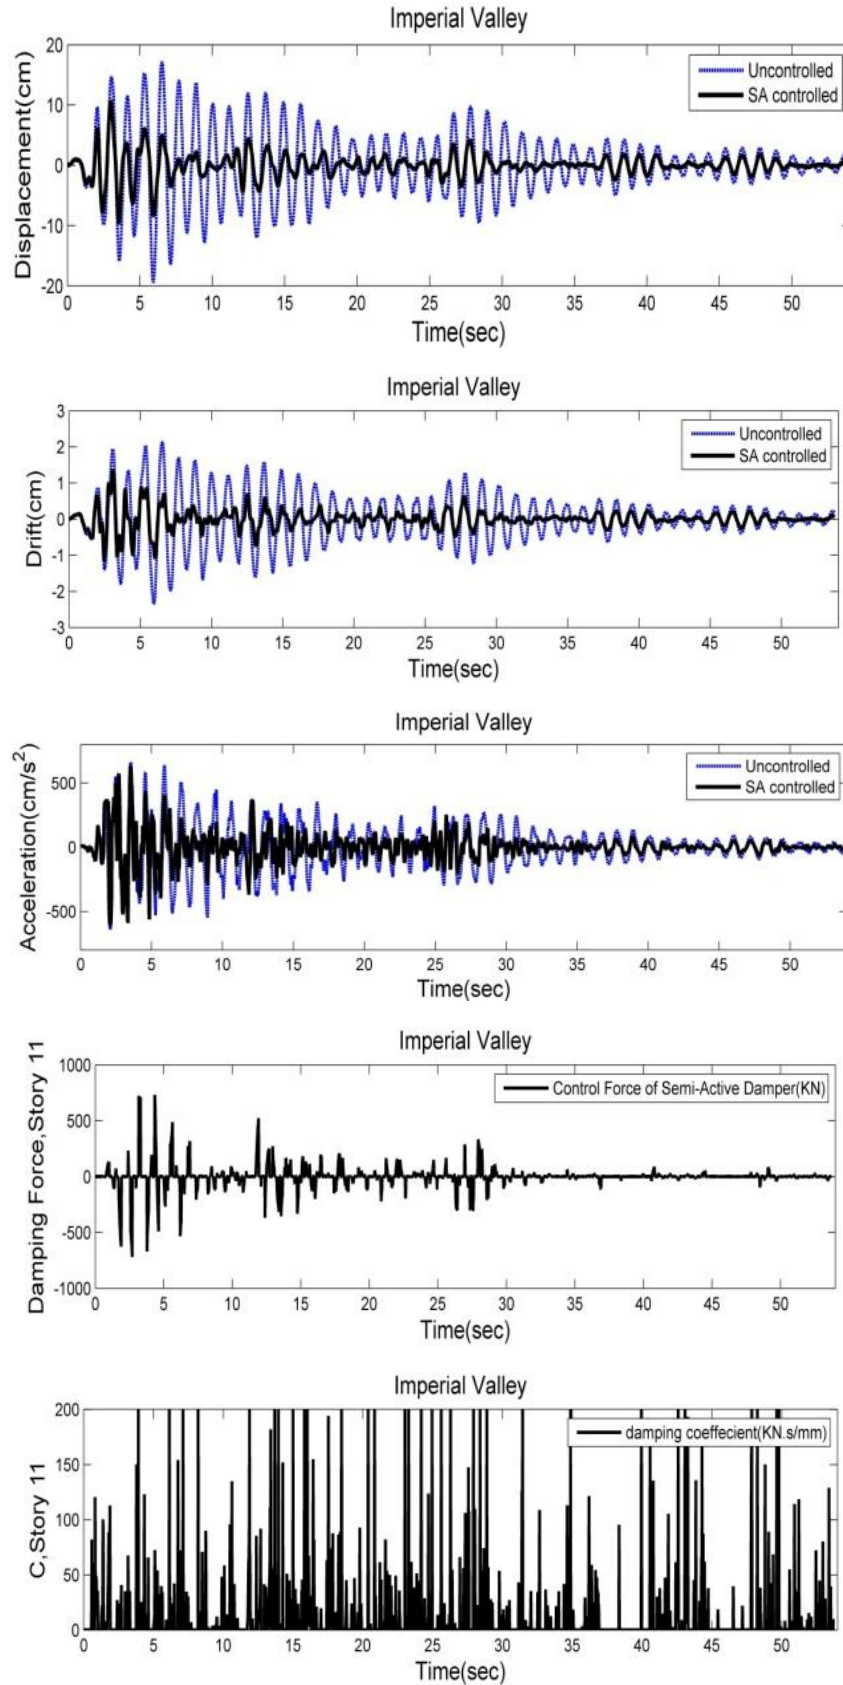 Imperial Valley
20
10
0
-10
-20
Displacement(cm)
Uncontrolled
SA controlled
0 5 10 15 20 25 30 35 40 45 50
Time(sec)
Imperial Valley
3
2
1
0
-1
-2
-3
Drift(cm)
Uncontrolled
SA controlled
0 5 10 15 20 25 30 35 40 45 50
Time(sec)
Imperial Valley
500
0
-500
Acceleration(cm/s²)
Uncontrolled
SA controlled
0 5 10 15 20 25 30 35 40 45 50
Time(sec)
Imperial Valley
1000
500
0
-500
-1000
Damping Force,Story 11
Control Force of Semi-Active Damper(KN)
0 5 10 15 20 25 30 35 40 45 50
Time(sec)
Imperial Valley
200
150
100
50
0
C,Story 11
damping coeffecient(KN.s/mm)
0 5 10 15 20 25 30 35 40 45 50
Time(sec)